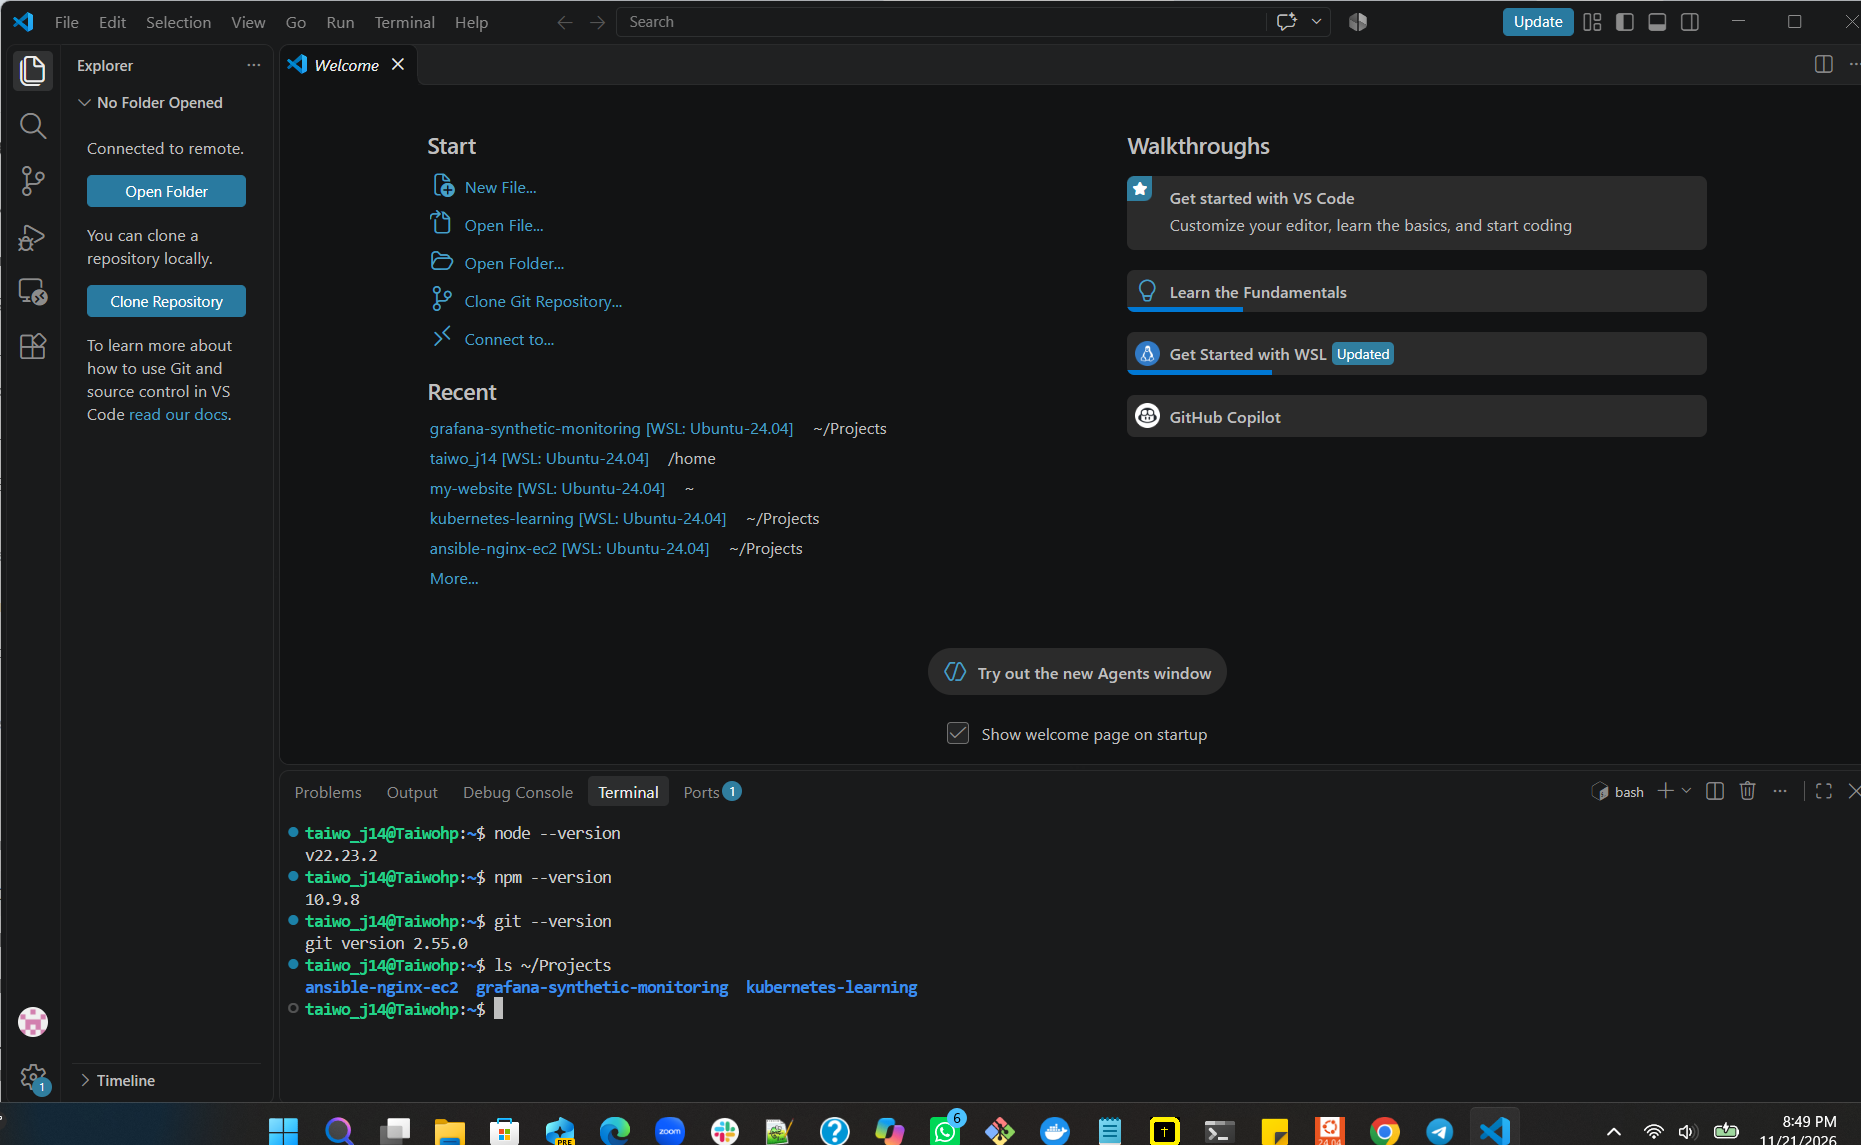 File Edit Selection View Go Run Terminal Help
Search
Update
Explorer
No Folder Opened
Connected to remote.
Open Folder
You can clone a
repository locally.
Clone Repository
To learn more about
how to use Git and
source control in VS
Code read our docs.
Timeline
1
Welcome
Start
New File...
Open File...
Open Folder...
Clone Git Repository...
Connect to...
Recent
grafana-synthetic-monitoring [WSL: Ubuntu-24.04] ~/Projects
taiwo_j14 [WSL: Ubuntu-24.04] /home
my-website [WSL: Ubuntu-24.04] ~
kubernetes-learning [WSL: Ubuntu-24.04] ~/Projects
ansible-nginx-ec2 [WSL: Ubuntu-24.04] ~/Projects
More...
Walkthroughs
Get started with VS Code
Customize your editor, learn the basics, and start coding
Learn the Fundamentals
Get Started with WSL Updated
GitHub Copilot
Try out the new Agents window
Show welcome page on startup
Problems Output Debug Console Terminal Ports 1
bash
taiwo_j14@Taiwohp:~$ node --version
v22.23.2
taiwo_j14@Taiwohp:~$ npm --version
10.9.8
taiwo_j14@Taiwohp:~$ git --version
git version 2.55.0
taiwo_j14@Taiwohp:~$ ls ~/Projects
ansible-nginx-ec2 grafana-synthetic-monitoring kubernetes-learning
taiwo_j14@Taiwohp:~$
PRE
zoom
6
24.04
8:49 PM
11/21/2026